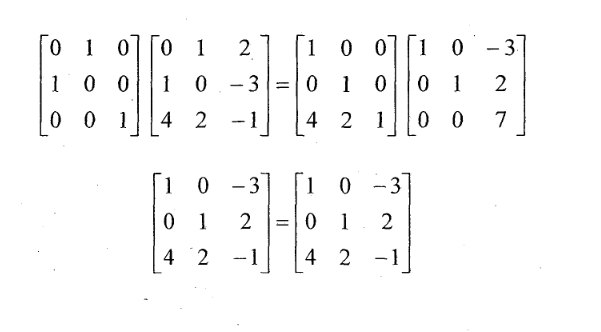 [0 1 0] [0 1 2] = [1 0 0] [1 0 -3]
[1 0 0] [1 0 -3] = [0 1 0] [0 1 2]
[0 0 1] [4 2 -1] = [4 2 1] [0 0 7]
[1 0 -3] = [1 0 -3]
[0 1 2] = [0 1 2]
[4 2 -1] = [4 2 -1]